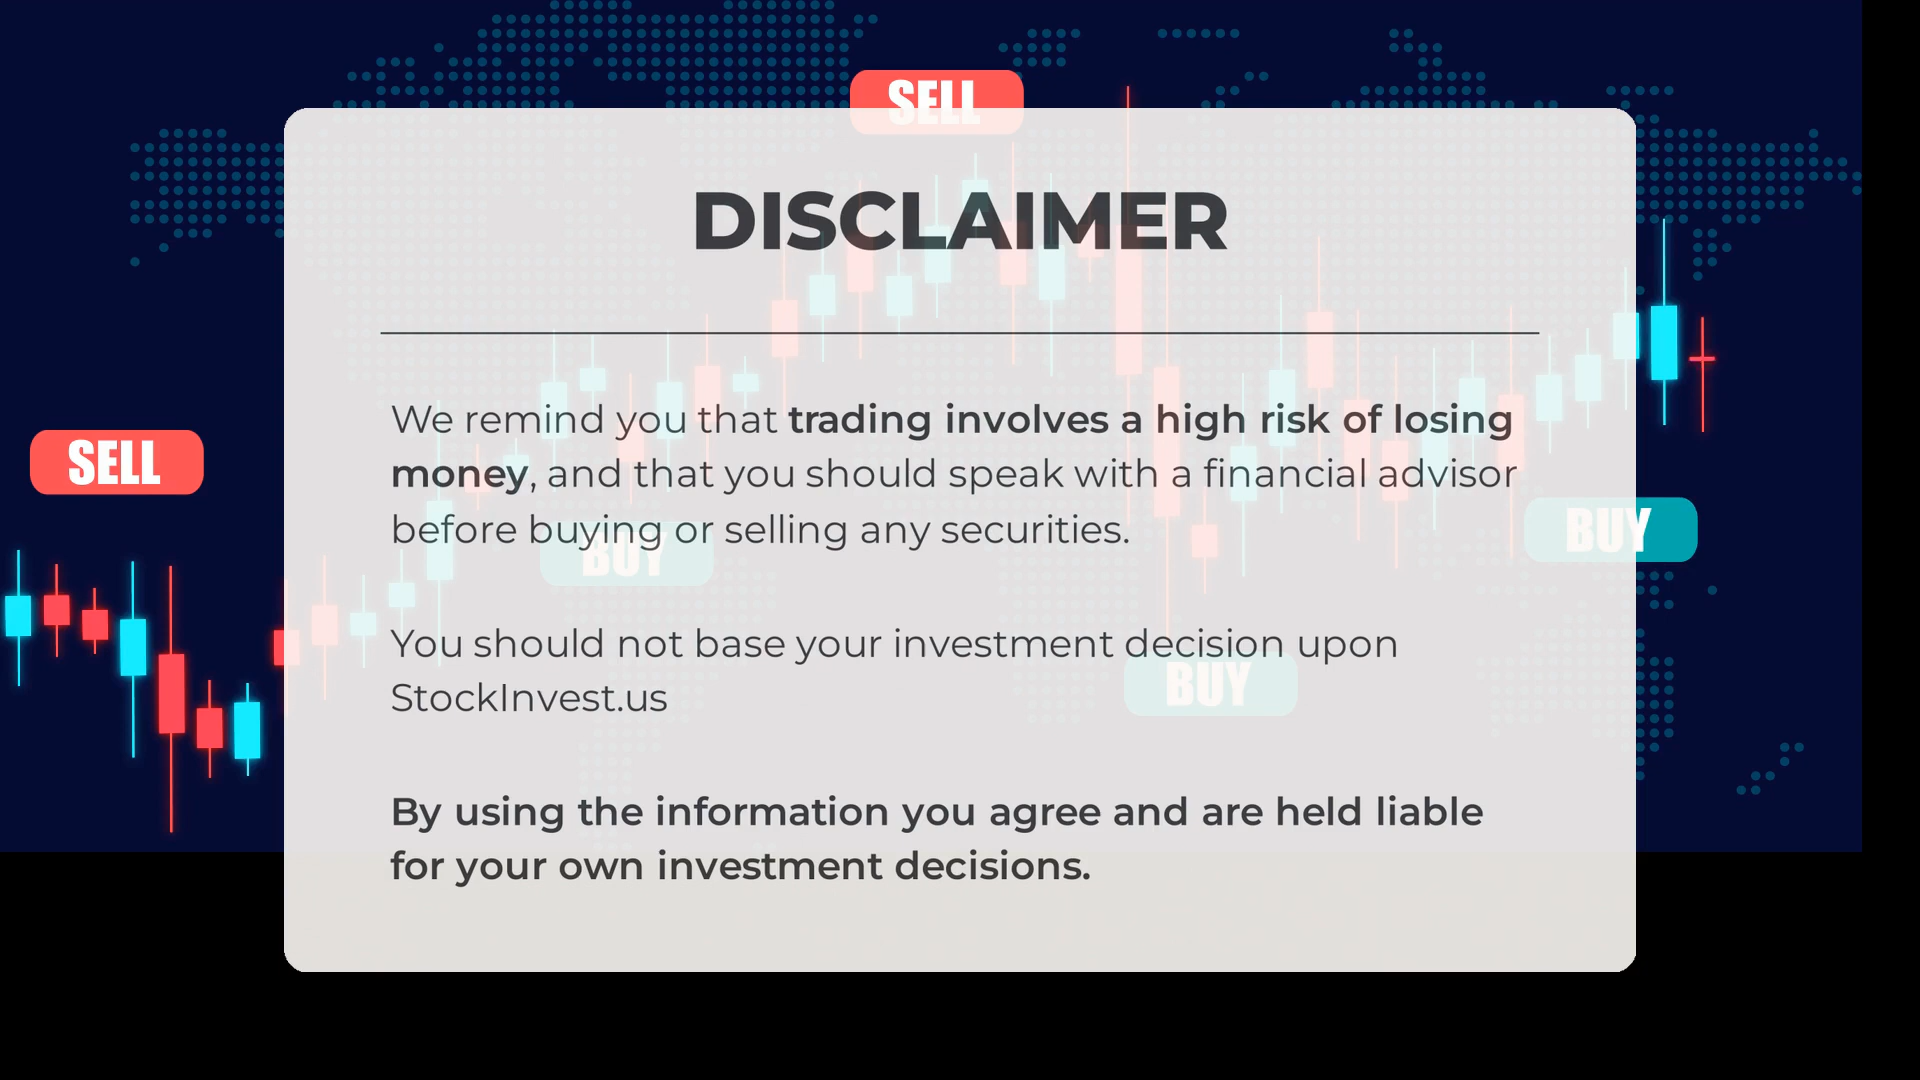 SELL
DISCLAIMER
We remind you that trading involves a high risk of losing
money, and that you should speak with a financial advisor
before buying or selling any securities.
SELL
BUY
BUY
You should not base your investment decision upon
StockInvest.us
BUY
By using the information you agree and are held liable
for your own investment decisions.